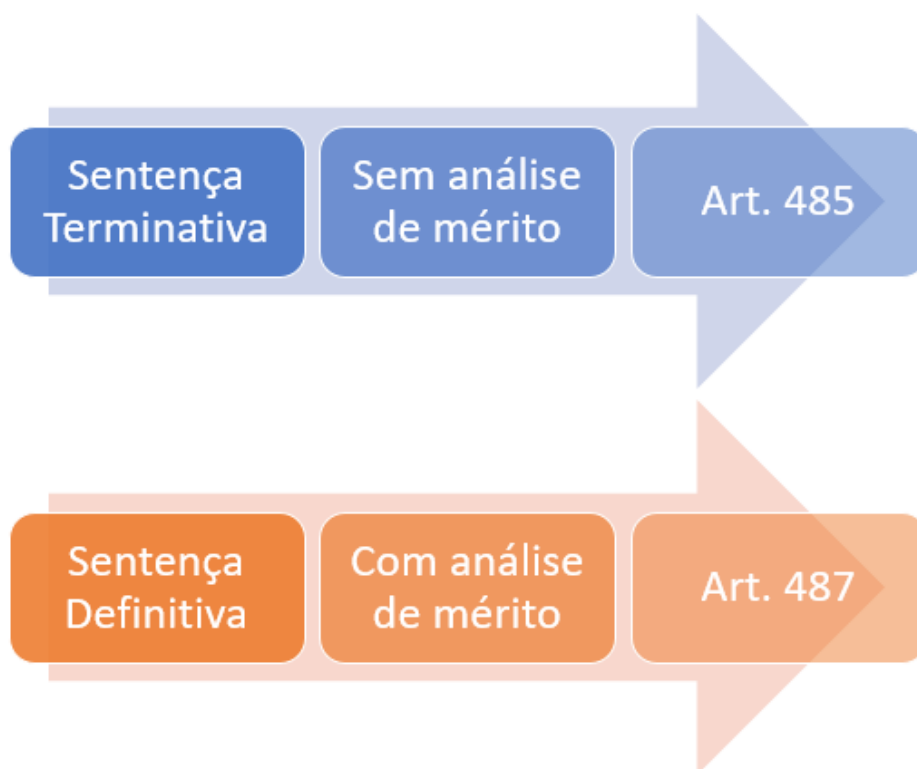 Sentença
Terminativa
Sem análise
de mérito
Art. 485
Sentença
Definitiva
Com análise
de mérito
Art. 487